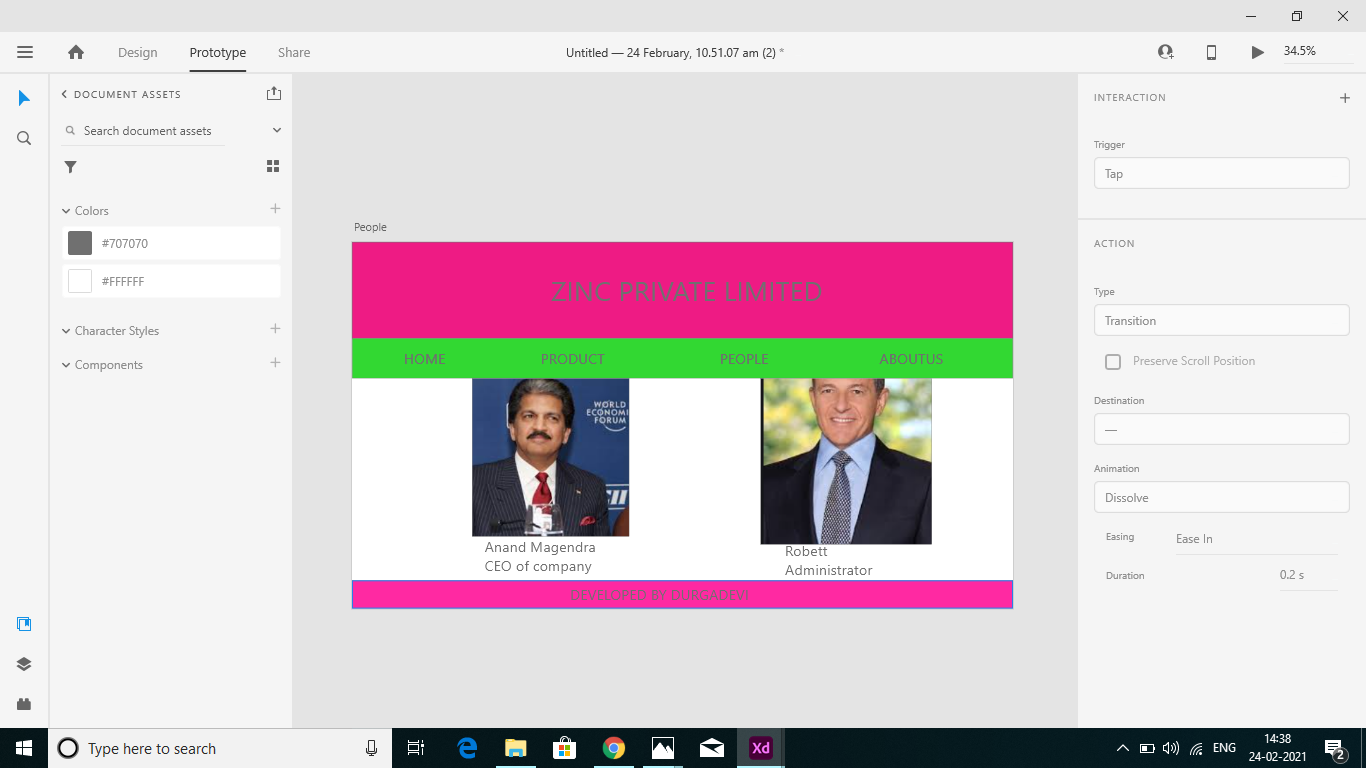 Design
Prototype
Share
Untitled — 24 February, 10.51.07 am (2) *
34.5%
DOCUMENT ASSETS
Search document assets
Colors
#707070
#FFFFFF
Character Styles
Components
People
ZINC PRIVATE LIMITED
HOME PRODUCT PEOPLE ABOUTUS
WORLD
ECONOMI
FORUM
Anand Magendra
CEO of company
Robett
Administrator
DEVELOPED BY DURGADEVI
INTERACTION
Trigger
Tap
ACTION
Type
Transition
Preserve Scroll Position
Destination
—
Animation
Dissolve
Easing Ease In
Duration 0.2 s
Type here to search
Xd
ENG
14:38
24-02-2021
2